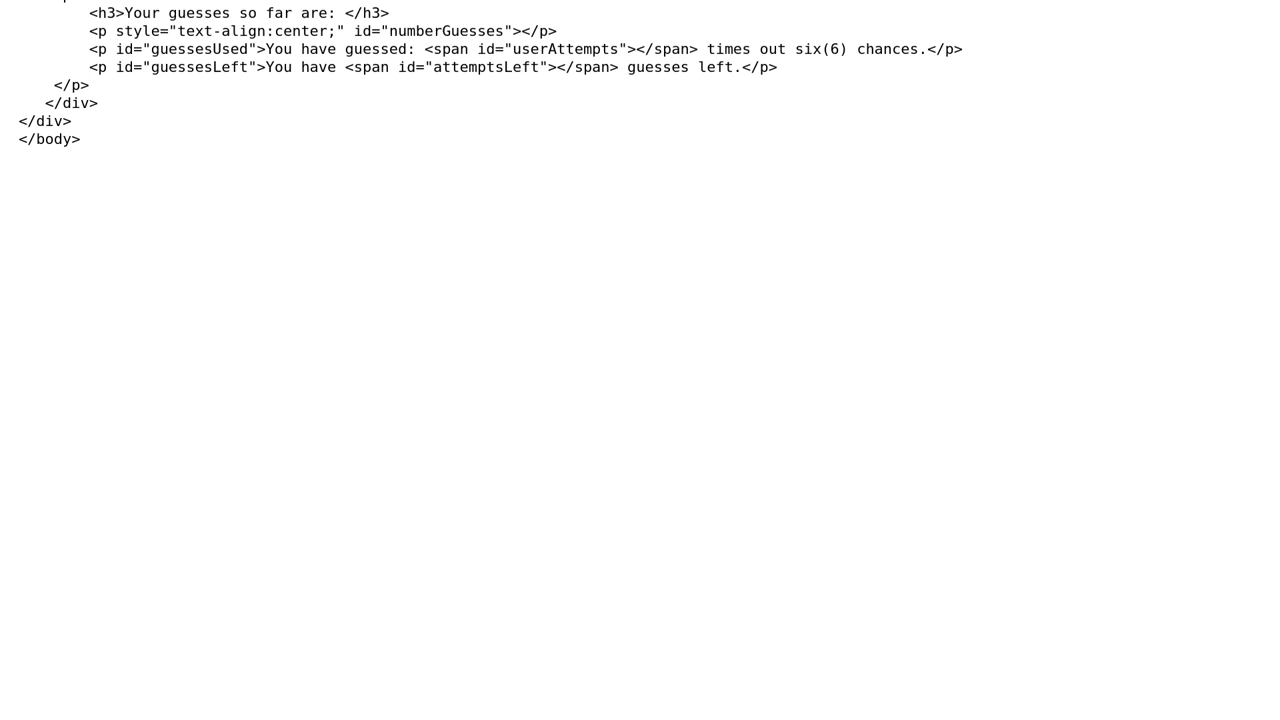 <h3>Your guesses so far are: </h3>
<p style="text-align:center;" id="numberGuesses"></p>
<p id="guessesUsed">You have guessed: <span id="userAttempts"></span> times out six(6) chances.</p>
<p id="guessesLeft">You have <span id="attemptsLeft"></span> guesses left.</p>
</p>
</div>
</div>
</body>